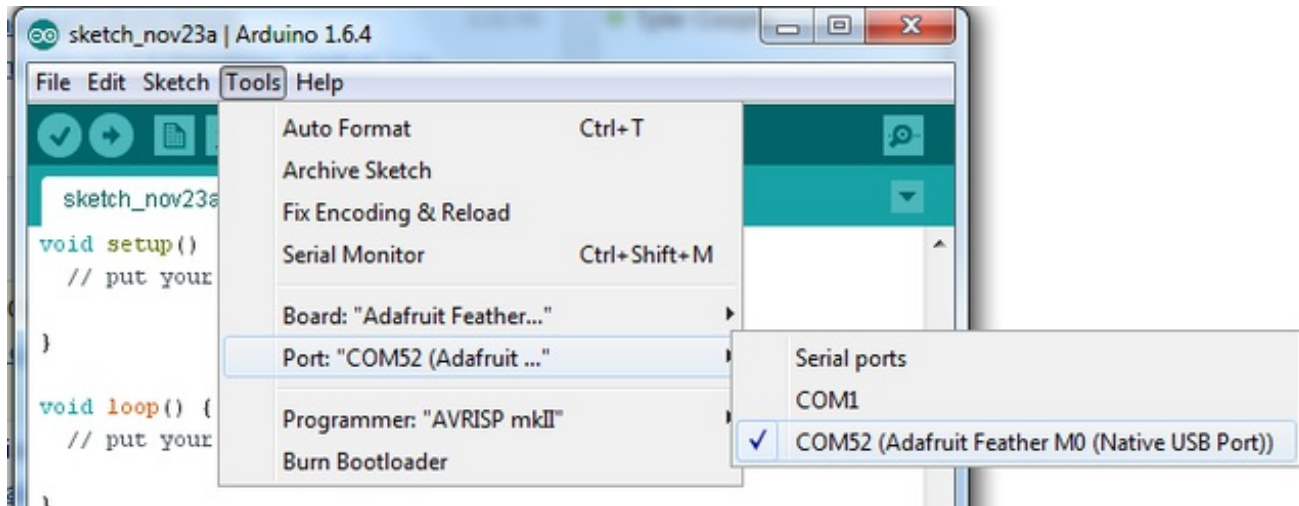 sketch_nov23a | Arduino 1.6.4
File Edit Sketch Tools Help
Auto Format Ctrl+T
Archive Sketch
sketch_nov23a
Fix Encoding & Reload
void setup()
Serial Monitor Ctrl+Shift+M
// put your
Board: "Adafruit Feather..."
}
Port: "COM52 (Adafruit ..."
Serial ports
void loop() {
COM1
Programmer: "AVRISP mkII"
// put your
COM52 (Adafruit Feather M0 (Native USB Port))
Burn Bootloader
}